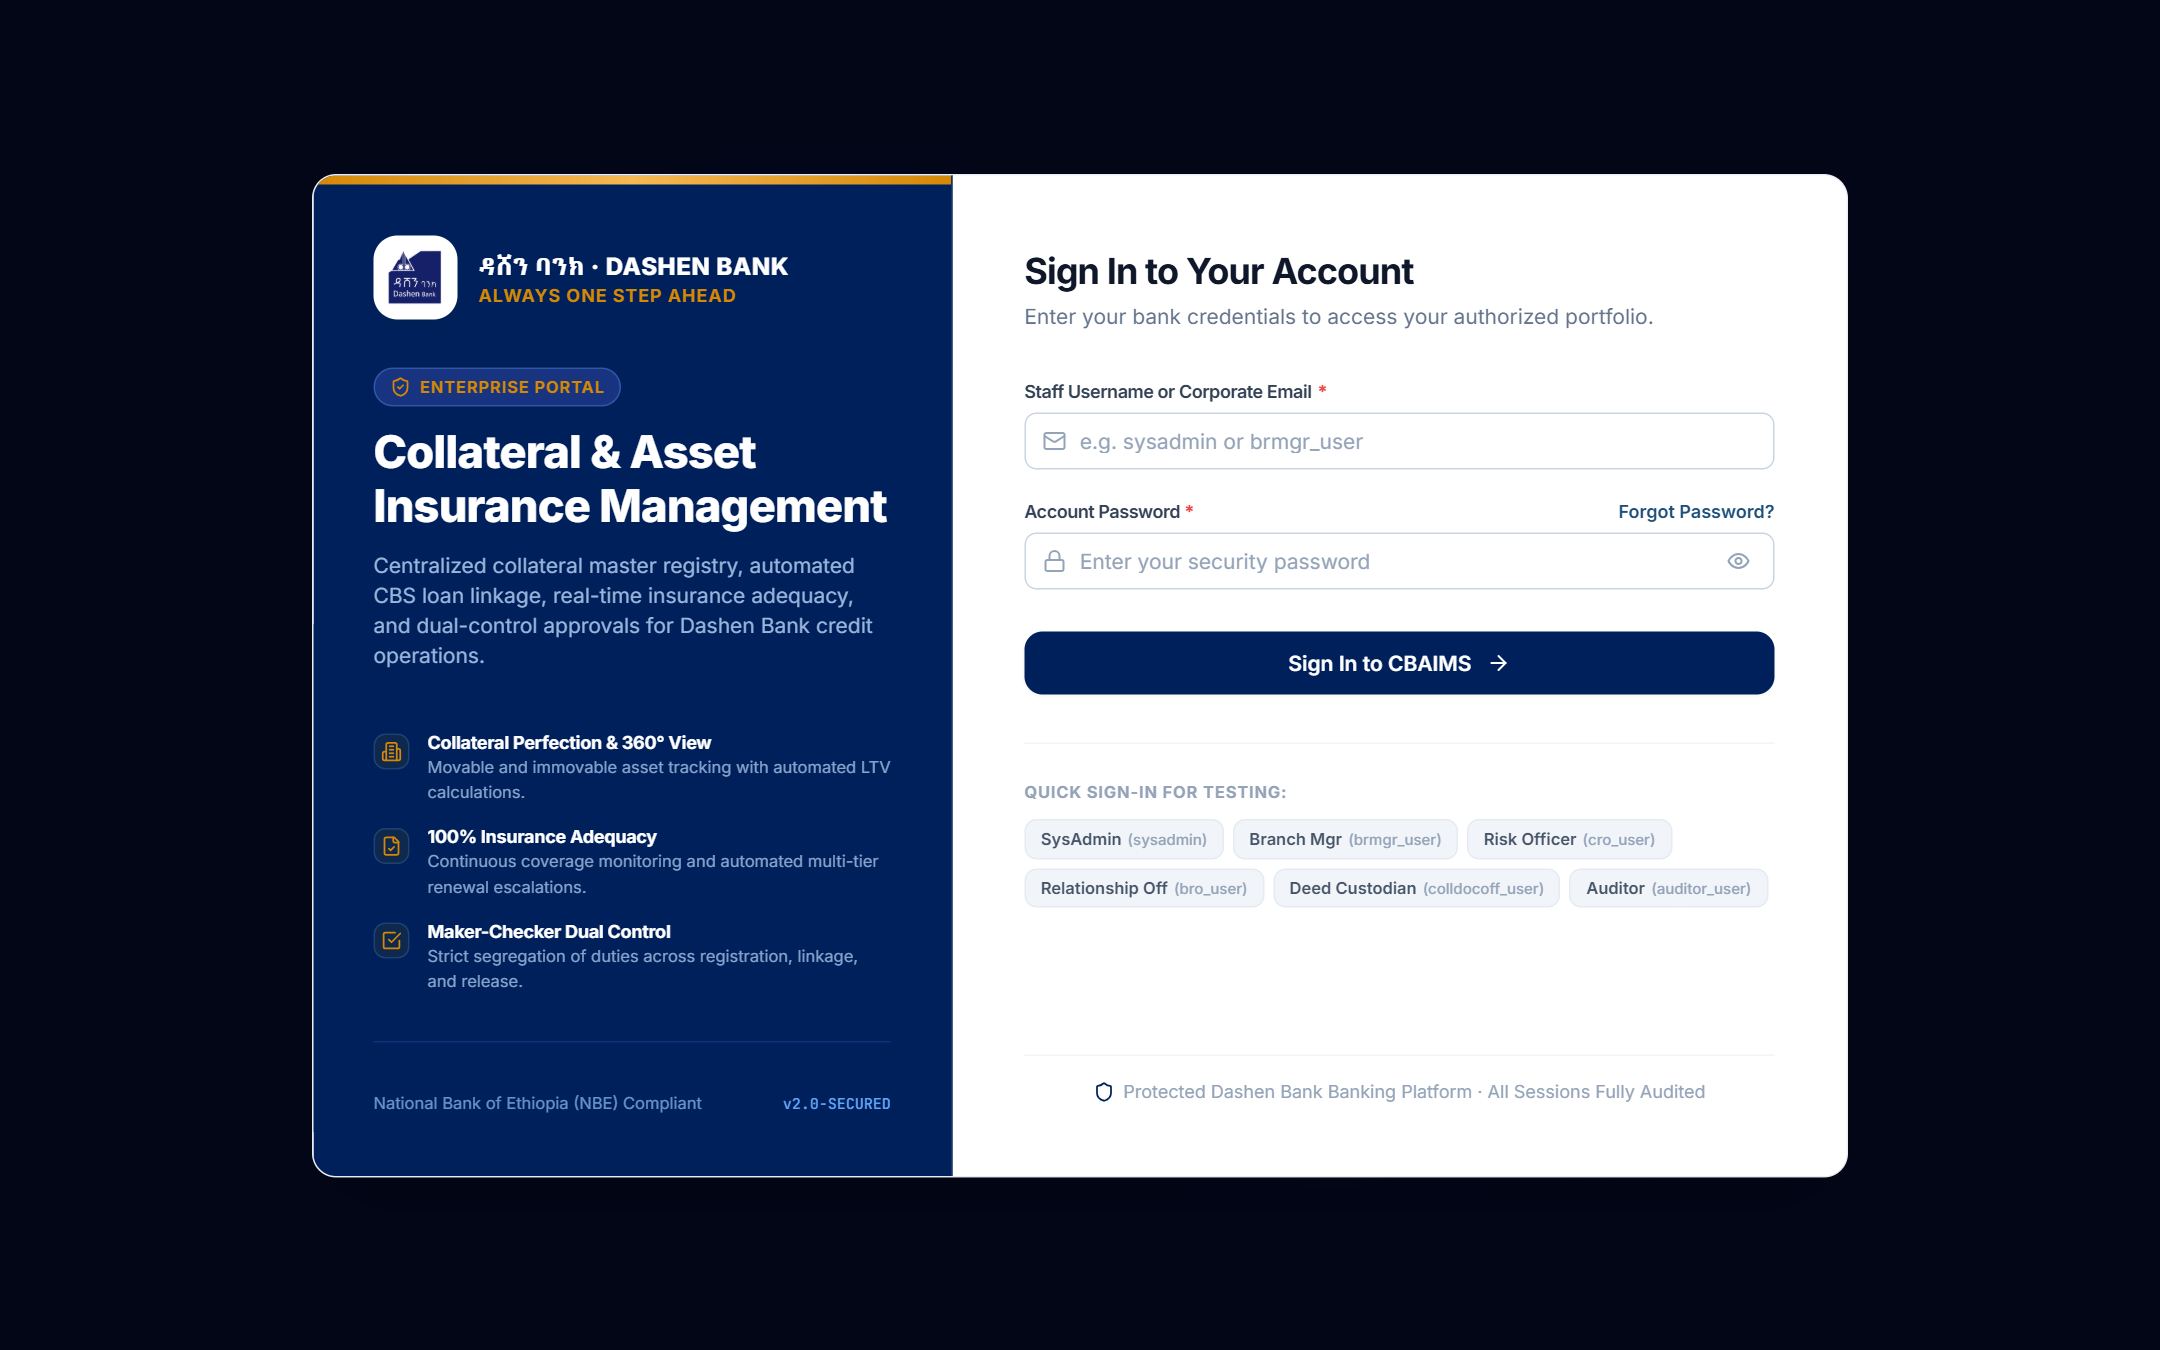 ዳሸን ባንክ
Dashen Bank
ዳሸን ባንክ · DASHEN BANK
ALWAYS ONE STEP AHEAD
ENTERPRISE PORTAL
Collateral & Asset
Insurance Management
Centralized collateral master registry, automated
CBS loan linkage, real-time insurance adequacy,
and dual-control approvals for Dashen Bank credit
operations.
Collateral Perfection & 360° View
Movable and immovable asset tracking with automated LTV
calculations.
100% Insurance Adequacy
Continuous coverage monitoring and automated multi-tier
renewal escalations.
Maker-Checker Dual Control
Strict segregation of duties across registration, linkage,
and release.
National Bank of Ethiopia (NBE) Compliant
v2.0-SECURED
Sign In to Your Account
Enter your bank credentials to access your authorized portfolio.
Staff Username or Corporate Email *
e.g. sysadmin or brmgr_user
Account Password *
Forgot Password?
Enter your security password
Sign In to CBAIMS →
QUICK SIGN-IN FOR TESTING:
SysAdmin (sysadmin) Branch Mgr (brmgr_user) Risk Officer (cro_user)
Relationship Off (bro_user) Deed Custodian (colldocoff_user) Auditor (auditor_user)
Protected Dashen Bank Banking Platform · All Sessions Fully Audited